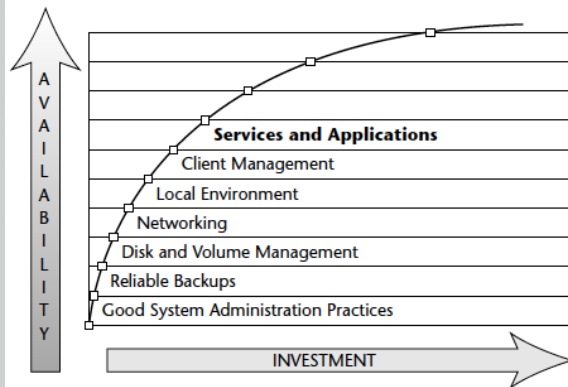 AVAILABILITY
Services and Applications
Client Management
Local Environment
Networking
Disk and Volume Management
Reliable Backups
Good System Administration Practices
INVESTMENT